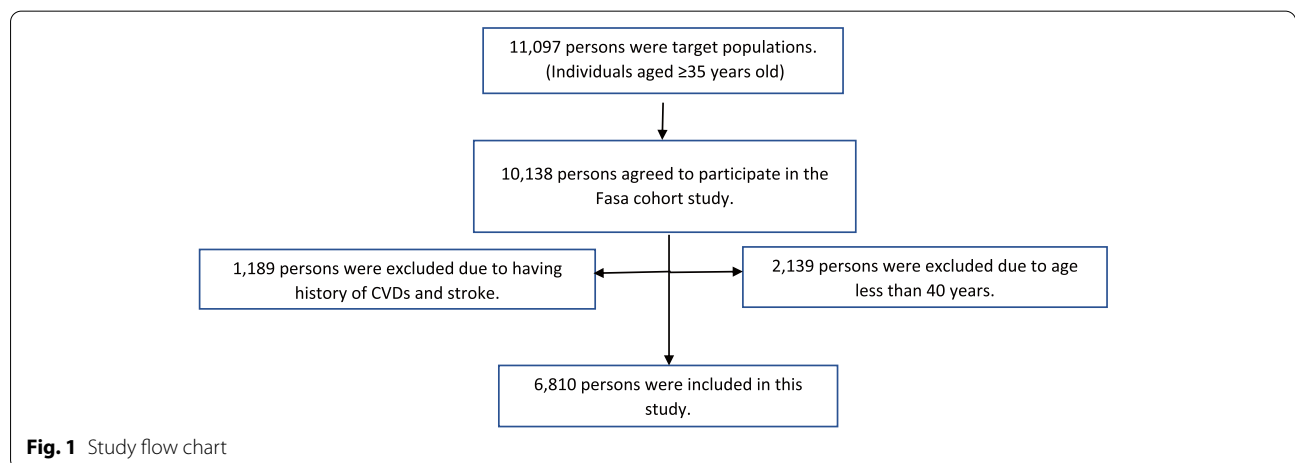 11,097 persons were target populations.
(Individuals aged ≥35 years old)
10,138 persons agreed to participate in the
Fasa cohort study.
1,189 persons were excluded due to having
history of CVDs and stroke.
2,139 persons were excluded due to age
less than 40 years.
6,810 persons were included in this
study.
Fig. 1 Study flow chart